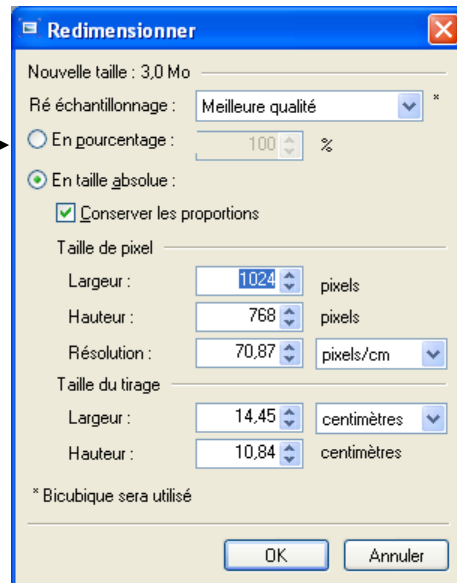 Redimensionner
Nouvelle taille : 3,0 Mo
Ré échantillonnage : Meilleure qualité *
En pourcentage : 100 %
En taille absolue :
Conserver les proportions
Taille de pixel
Largeur : 1024 pixels
Hauteur : 768 pixels
Résolution : 70,87 pixels/cm
Taille du tirage
Largeur : 14,45 centimètres
Hauteur : 10,84 centimètres
* Bicubique sera utilisé
OK Annuler